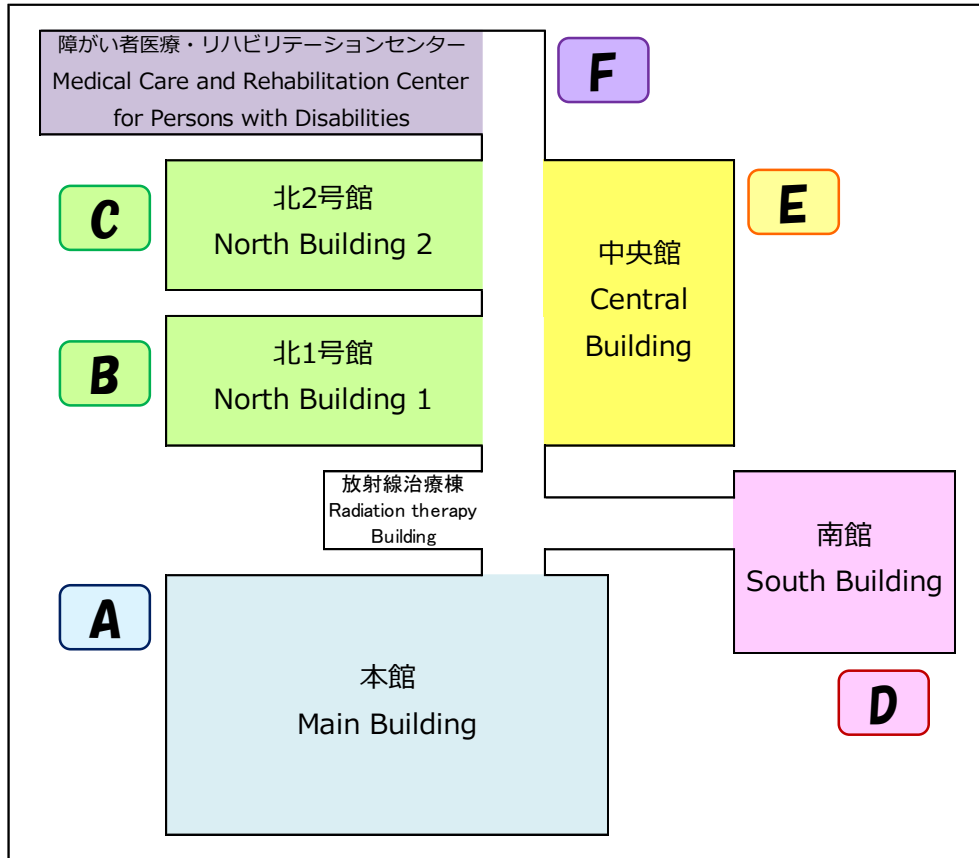 障がい者医療・リハビリテーションセンター
Medical Care and Rehabilitation Center
for Persons with Disabilities
F
C
北2号館
North Building 2
E
中央館
Central
Building
B
北1号館
North Building 1
放射線治療棟
Radiation therapy
Building
南館
South Building
A
本館
Main Building
D